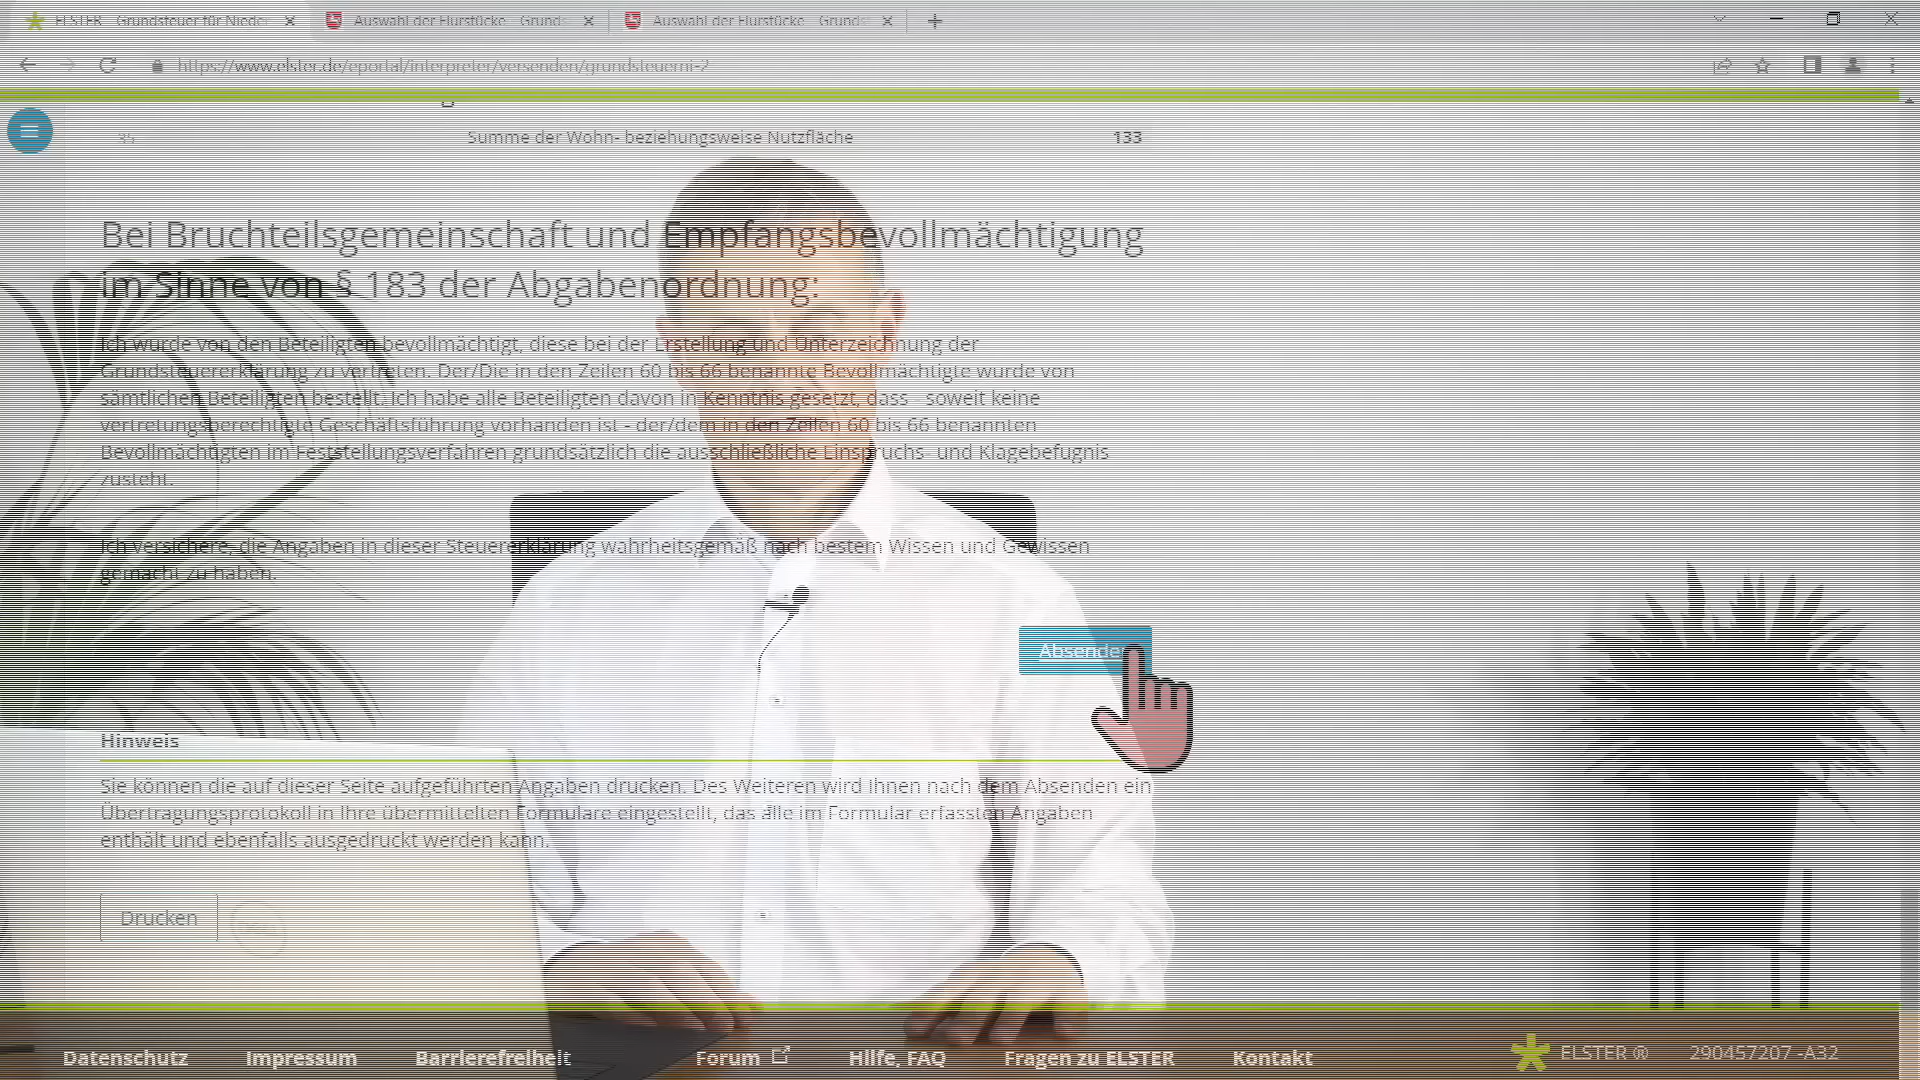 ELSTER - Grundsteuer für Nieder
Auswahl der Flurstücke - Grunds
Auswahl der Flurstücke - Grunds
https://www.elster.de/eportal/interpreter/versenden/grundsteuerni-2
35
Summe der Wohn- beziehungsweise Nutzfläche
133
Bei Bruchteilsgemeinschaft und Empfangsbevollmächtigung
im Sinne von § 183 der Abgabenordnung:
Ich wurde von den Beteiligten bevollmächtigt, diese bei der Erstellung und Unterzeichnung der
Grundsteuererklärung zu vertreten. Der/Die in den Zeilen 60 bis 66 benannte Bevollmächtigte wurde von
sämtlichen Beteiligten bestellt. Ich habe alle Beteiligten davon in Kenntnis gesetzt, dass - soweit keine
vertretungsberechtigte Geschäftsführung vorhanden ist - der/dem in den Zeilen 60 bis 66 benannten
Bevollmächtigten im Feststellungsverfahren grundsätzlich die ausschließliche Einspruchs- und Klagebefugnis
zusteht.
Ich versichere, die Angaben in dieser Steuererklärung wahrheitsgemäß nach bestem Wissen und Gewissen
gemacht zu haben.
Absenden
Hinweis
Sie können die auf dieser Seite aufgeführten Angaben drucken. Des Weiteren wird Ihnen nach dem Absenden ein
Übertragungsprotokoll in Ihre übermittelten Formulare eingestellt, das alle im Formular erfassten Angaben
enthält und ebenfalls ausgedruckt werden kann.
Drucken
Datenschutz Impressum Barrierefreiheit Forum Hilfe, FAQ Fragen zu ELSTER Kontakt ELSTER ® 290457207 -A32